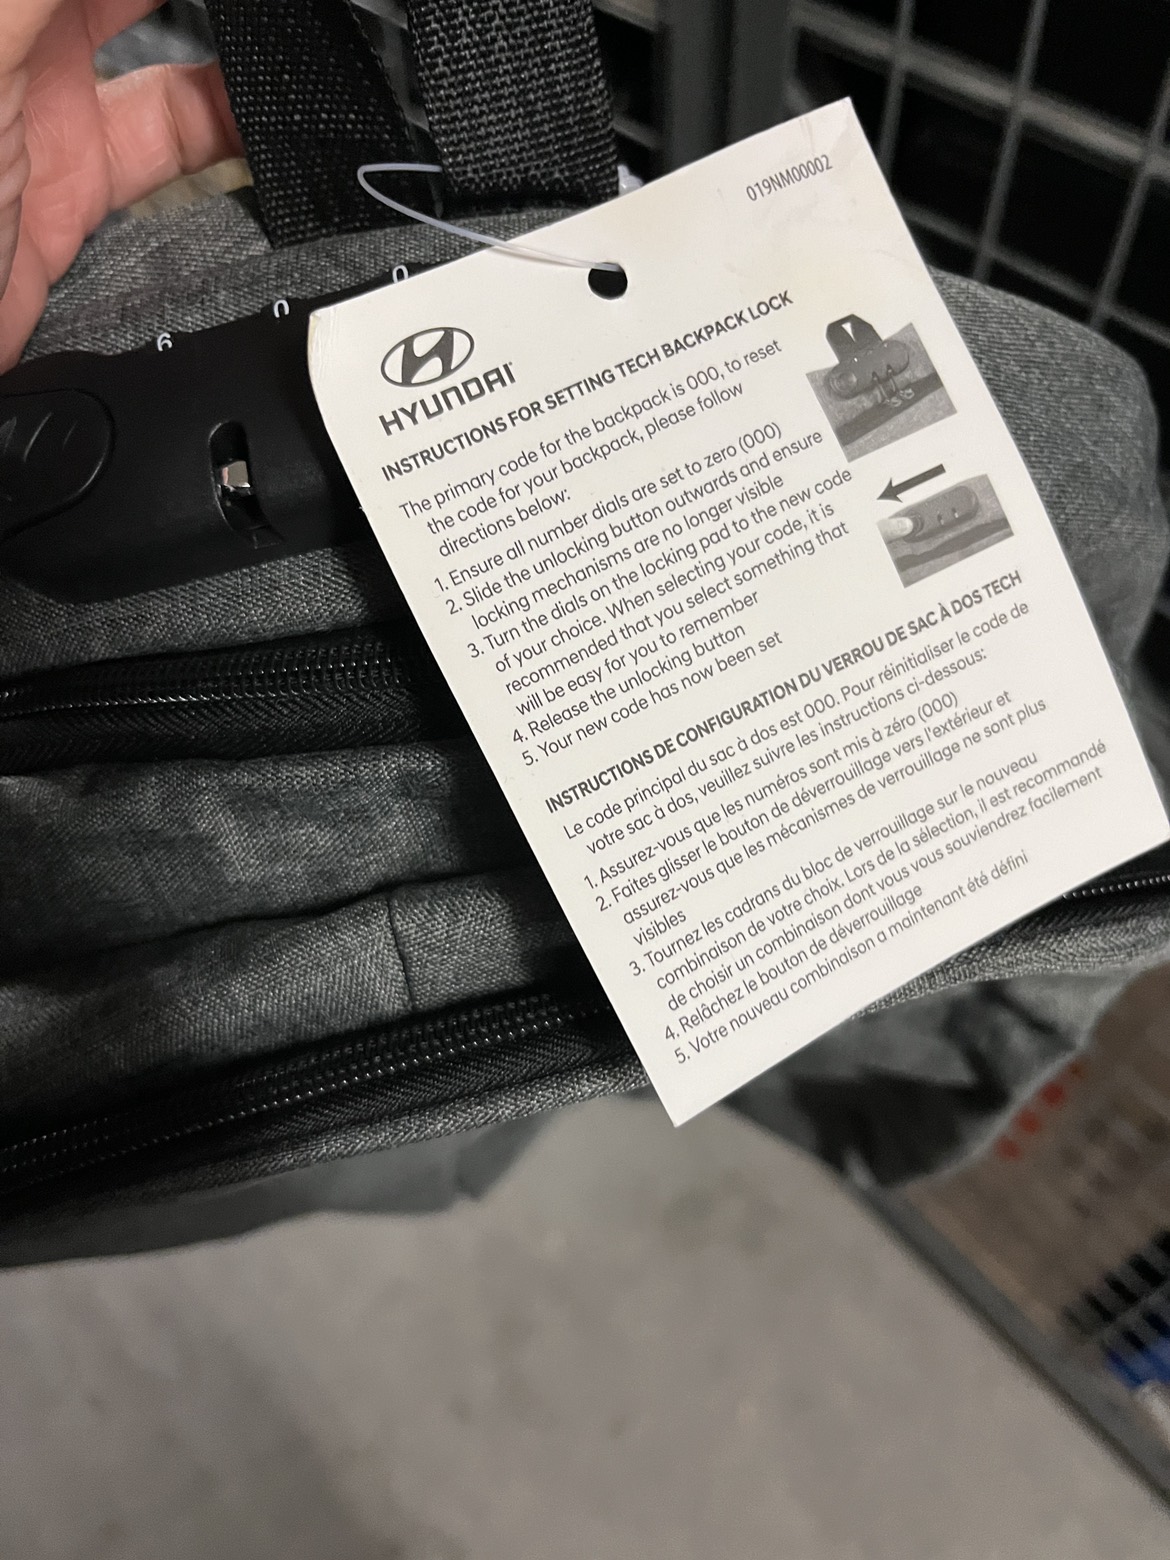 019NM00002
0
0
6
HYUNDAI
INSTRUCTIONS FOR SETTING TECH BACKPACK LOCK
The primary code for the backpack is 000, to reset
the code for your backpack, please follow
directions below:
1. Ensure all number dials are set to zero (000)
2. Slide the unlocking button outwards and ensure
locking mechanisms are no longer visible
3. Turn the dials on the locking pad to the new code
of your choice. When selecting your code, it is
recommended that you select something that
will be easy for you to remember
4. Release the unlocking button
5. Your new code has now been set
INSTRUCTIONS DE CONFIGURATION DU VERROU DE SAC À DOS TECH
Le code principal du sac à dos est 000. Pour réinitialiser le code de
votre sac à dos, veuillez suivre les instructions ci-dessous:
1. Assurez-vous que les numéros sont mis à zéro (000)
2. Faites glisser le bouton de déverrouillage vers l'extérieur et
assurez-vous que les mécanismes de verrouillage ne sont plus
visibles
3. Tournez les cadrans du bloc de verrouillage sur le nouveau
combinaison de votre choix. Lors de la sélection, il est recommandé
de choisir un combinaison dont vous vous souviendrez facilement
4. Relâchez le bouton de déverrouillage
5. Votre nouveau combinaison a maintenant été défini